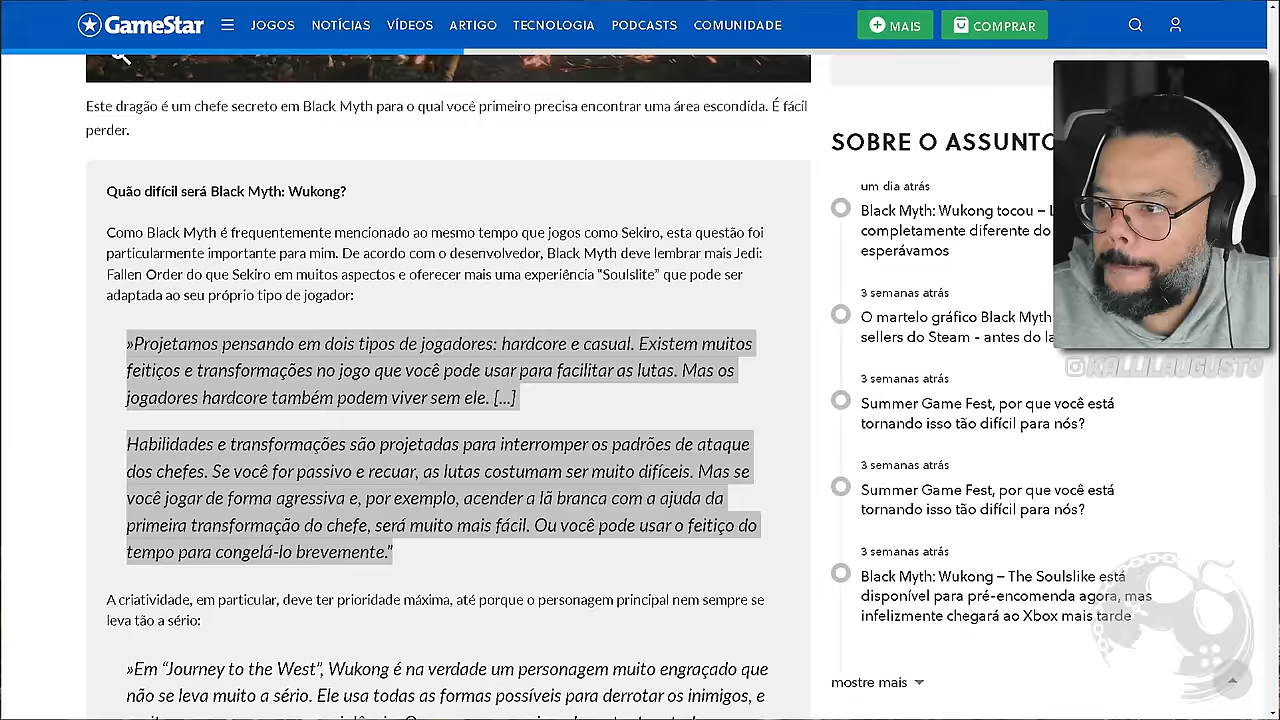 GameStar
JOGOS
NOTÍCIAS
VÍDEOS
ARTIGO
TECNOLOGIA
PODCASTS
COMUNIDADE
MAIS
COMPRAR
Este dragão é um chefe secreto em Black Myth para o qual você primeiro precisa encontrar uma área escondida. É fácil
perder.
Quão difícil será Black Myth: Wukong?
Como Black Myth é frequentemente mencionado ao mesmo tempo que jogos como Sekiro, esta questão foi
particularmente importante para mim. De acordo com o desenvolvedor, Black Myth deve lembrar mais Jedi:
Fallen Order do que Sekiro em muitos aspectos e oferecer mais uma experiência “Soulslite” que pode ser
adaptada ao seu próprio tipo de jogador:
»Projetamos pensando em dois tipos de jogadores: hardcore e casual. Existem muitos
feitiços e transformações no jogo que você pode usar para facilitar as lutas. Mas os
jogadores hardcore também podem viver sem ele. [...]
Habilidades e transformações são projetadas para interromper os padrões de ataque
dos chefes. Se você for passivo e recuar, as lutas costumam ser muito difíceis. Mas se
você jogar de forma agressiva e, por exemplo, acender a lã branca com a ajuda da
primeira transformação do chefe, será muito mais fácil. Ou você pode usar o feitiço do
tempo para congelá-lo brevemente.”
A criatividade, em particular, deve ter prioridade máxima, até porque o personagem principal nem sempre se
leva tão a sério:
»Em “Journey to the West”, Wukong é na verdade um personagem muito engraçado que
não se leva muito a sério. Ele usa todas as formas possíveis para derrotar os inimigos, e
SOBRE O ASSUNTO
um dia atrás
Black Myth: Wukong tocou –
completamente diferente do
esperávamos
3 semanas atrás
O martelo gráfico Black Myth
sellers do Steam - antes do
3 semanas atrás
Summer Game Fest, por que você está
tornando isso tão difícil para nós?
3 semanas atrás
Summer Game Fest, por que você está
tornando isso tão difícil para nós?
3 semanas atrás
Black Myth: Wukong – The Soulslike está
disponível para pré-encomenda agora, mas
infelizmente chegará ao Xbox mais tarde
mostre mais
KALULAUGUSTO